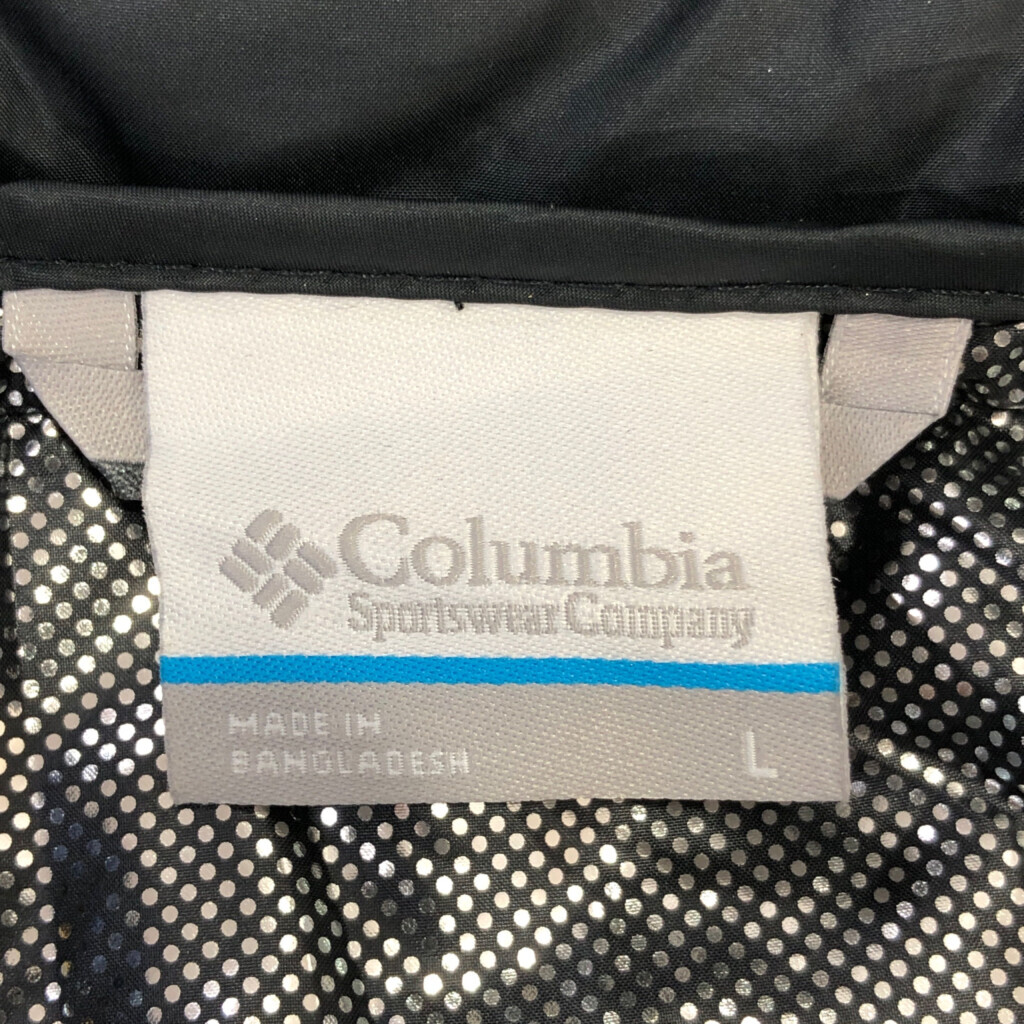 Columbia
Sportswear Company
MADE IN
BANGLADESH
L